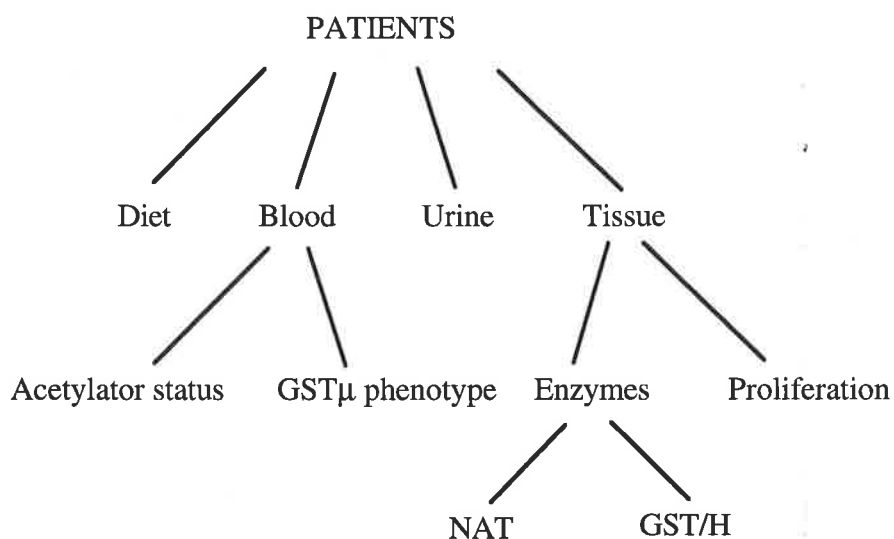 PATIENTS
Diet Blood Urine Tissue
Acetylator status GSTµ phenotype Enzymes Proliferation
NAT GST/H